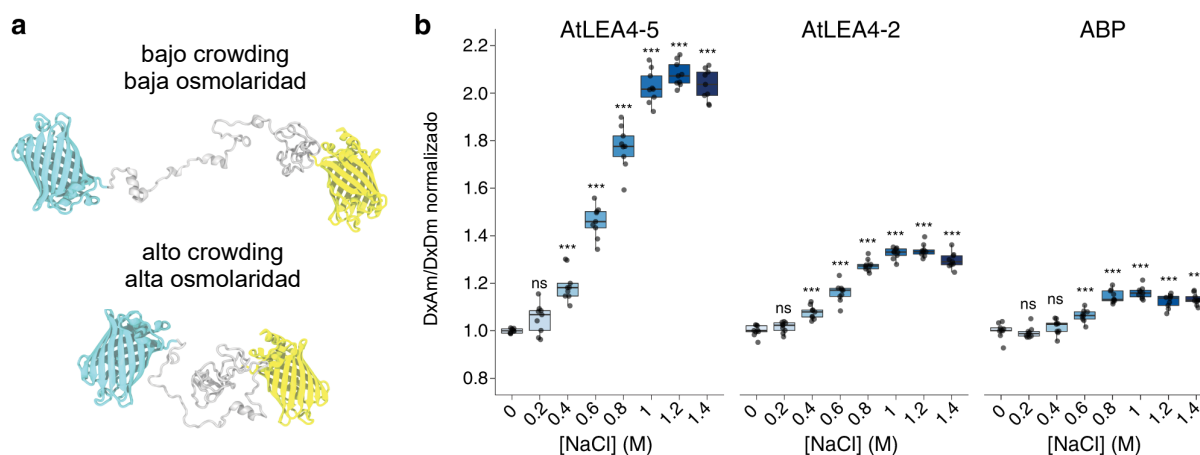 a
bajo crowding
baja osmolaridad
alto crowding
alta osmolaridad
b
DxAm/DxDm normalizado
2.2
2.0
1.8
1.6
1.4
1.2
1.0
0.8
AtLEA4-5
ns
***
***
***
***
***
***
0
0.2
0.4
0.6
0.8
1
1.2
1.4
[NaCl] (M)
AtLEA4-2
ns
***
***
***
***
***
***
0
0.2
0.4
0.6
0.8
1
1.2
1.4
[NaCl] (M)
ABP
ns
ns
***
***
***
***
**
0
0.2
0.4
0.6
0.8
1
1.2
1.4
[NaCl] (M)